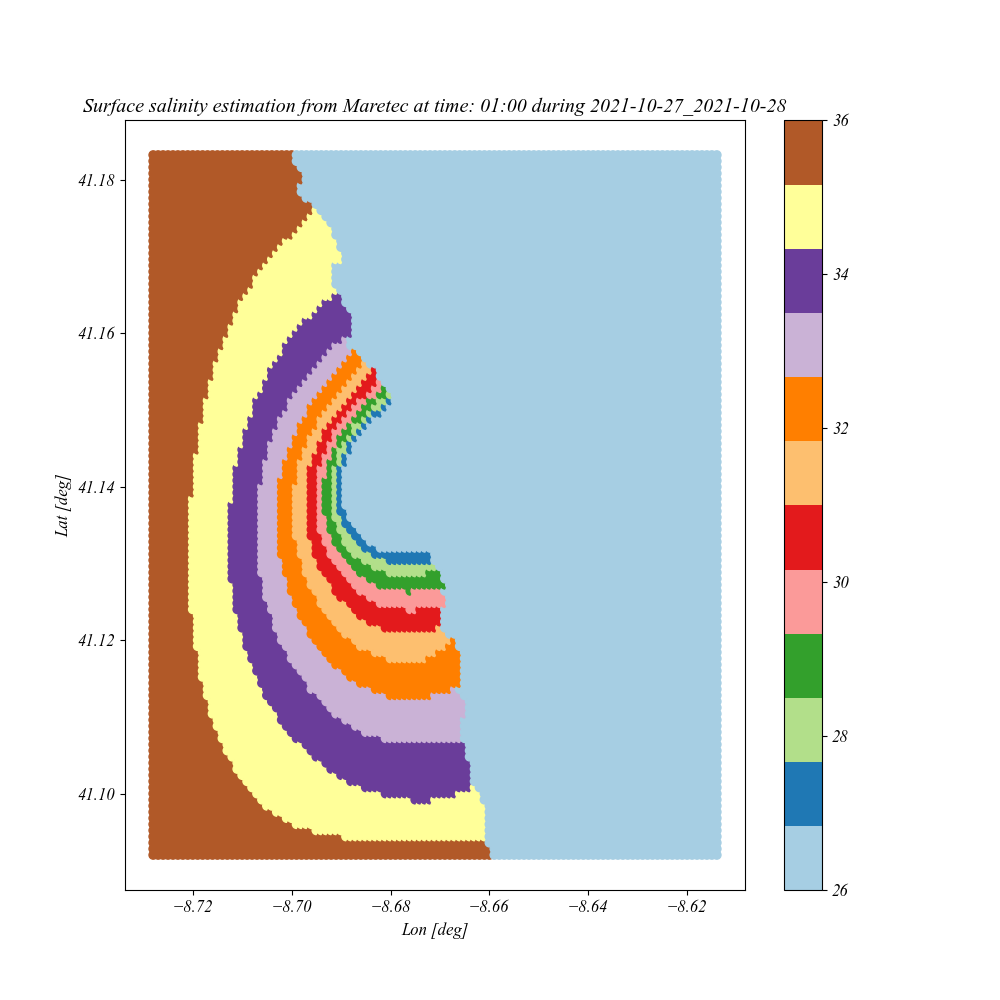 Surface salinity estimation from Maretec at time: 01:00 during 2021-10-27_2021-10-28
36
34
32
30
28
26
41.18
41.16
41.14
41.12
41.10
Lat [deg]
−8.72 −8.70 −8.68 −8.66 −8.64 −8.62
Lon [deg]